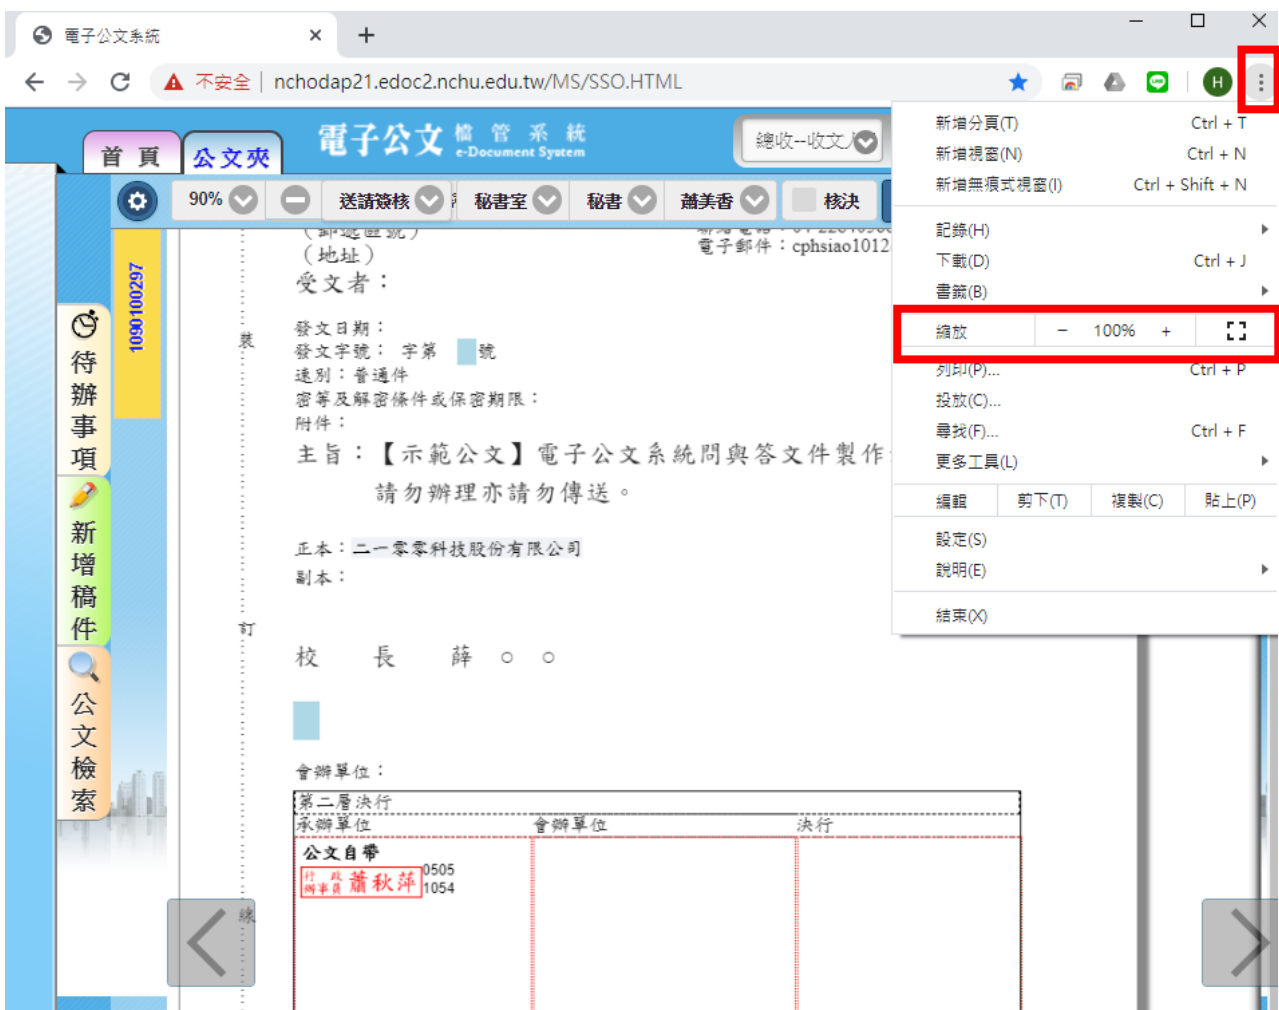 電子公文系統
不安全 | nchodap21.edoc2.nchu.edu.tw/MS/SSO.HTML
H
首頁
公文夾
電子公文 檔管系統
e-Document System
總收--收文人
90%
送請簽核
秘書室
秘書
蕭美香
核決
1090100297
待辦事項
新增稿件
公文檢索
(郵遞區號)
(地址)
電子郵件:cphsiao1012
受文者:
發文日期:
發文字號: 字第 號
速別:普通件
密等及解密條件或保密期限:
附件:
主旨:【示範公文】電子公文系統問與答文件製作
請勿辦理亦請勿傳送。
正本:二一零零科技股份有限公司
副本:
裝
訂
線
校 長 薛 ○ ○
會辦單位:
第二層決行
承辦單位 會辦單位 決行
公文自帶
行政辦事員 蕭秋萍 0505
1054
新增分頁(T) Ctrl + T
新增視窗(N) Ctrl + N
新增無痕式視窗(I) Ctrl + Shift + N
記錄(H)
下載(D) Ctrl + J
書籤(B)
縮放 − 100% +
列印(P)... Ctrl + P
投放(C)...
尋找(F)... Ctrl + F
更多工具(L)
編輯 剪下(T) 複製(C) 貼上(P)
設定(S)
說明(E)
結束(X)